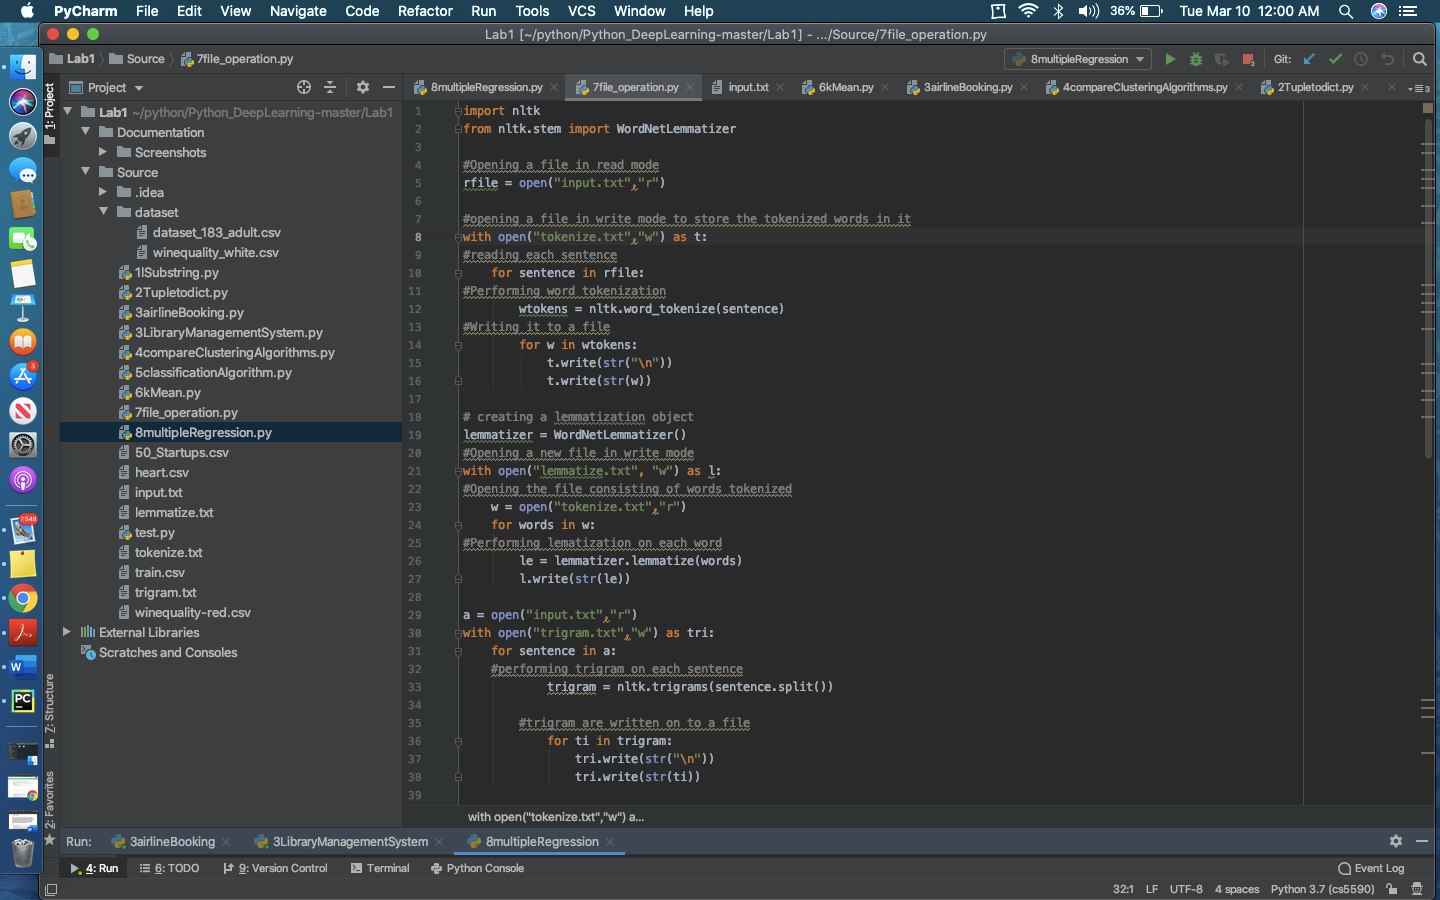 PyCharm File Edit View Navigate Code Refactor Run Tools VCS Window Help 36% Tue Mar 10 12:00 AM
Lab1 [~/python/Python_DeepLearning-master/Lab1] - .../Source/7file_operation.py
Lab1 Source 7file_operation.py 8multipleRegression Git:
Project
8multipleRegression.py 7file_operation.py input.txt 6kMean.py 3airlineBooking.py 4compareClusteringAlgorithms.py 2Tupletodict.py 3
1: Project
Lab1 ~/python/Python_DeepLearning-master/Lab1
Documentation
Screenshots
Source
.idea
dataset
dataset_183_adult.csv
winequality_white.csv
1lSubstring.py
2Tupletodict.py
3airlineBooking.py
3LibraryManagementSystem.py
4compareClusteringAlgorithms.py
5classificationAlgorithm.py
6kMean.py
7file_operation.py
8multipleRegression.py
50_Startups.csv
heart.csv
input.txt
lemmatize.txt
test.py
tokenize.txt
train.csv
trigram.txt
winequality-red.csv
External Libraries
Scratches and Consoles
3
7,548
W
PC
Z: Structure
2: Favorites
1 import nltk
2 from nltk.stem import WordNetLemmatizer
3
4 #Opening a file in read mode
5 rfile = open("input.txt","r")
6
7 #opening a file in write mode to store the tokenized words in it
8 with open("tokenize.txt","w") as t:
9 #reading each sentence
10     for sentence in rfile:
11 #Performing word tokenization
12         wtokens = nltk.word_tokenize(sentence)
13 #Writing it to a file
14         for w in wtokens:
15             t.write(str("\n"))
16             t.write(str(w))
17
18 # creating a lemmatization object
19 lemmatizer = WordNetLemmatizer()
20 #Opening a new file in write mode
21 with open("lemmatize.txt", "w") as l:
22 #Opening the file consisting of words tokenized
23     w = open("tokenize.txt","r")
24     for words in w:
25 #Performing lematization on each word
26         le = lemmatizer.lemmatize(words)
27         l.write(str(le))
28
29 a = open("input.txt","r")
30 with open("trigram.txt","w") as tri:
31     for sentence in a:
32     #performing trigram on each sentence
33             trigram = nltk.trigrams(sentence.split())
34
35         #trigram are written on to a file
36             for ti in trigram:
37                 tri.write(str("\n"))
38                 tri.write(str(ti))
39
with open("tokenize.txt","w") a...
Run: 3airlineBooking 3LibraryManagementSystem 8multipleRegression
4: Run 6: TODO 9: Version Control Terminal Python Console Event Log
32:1 LF UTF-8 4 spaces Python 3.7 (cs5590)